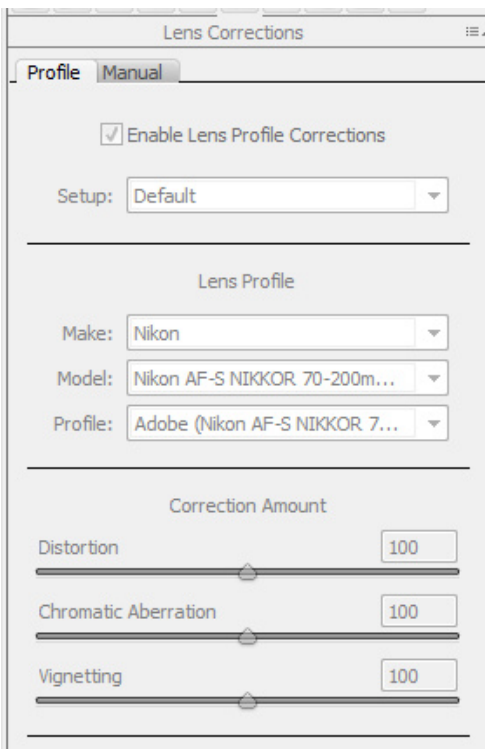 Lens Corrections
Profile Manual
Enable Lens Profile Corrections
Setup: Default
Lens Profile
Make: Nikon
Model: Nikon AF-S NIKKOR 70-200m...
Profile: Adobe (Nikon AF-S NIKKOR 7...
Correction Amount
Distortion 100
Chromatic Aberration 100
Vignetting 100